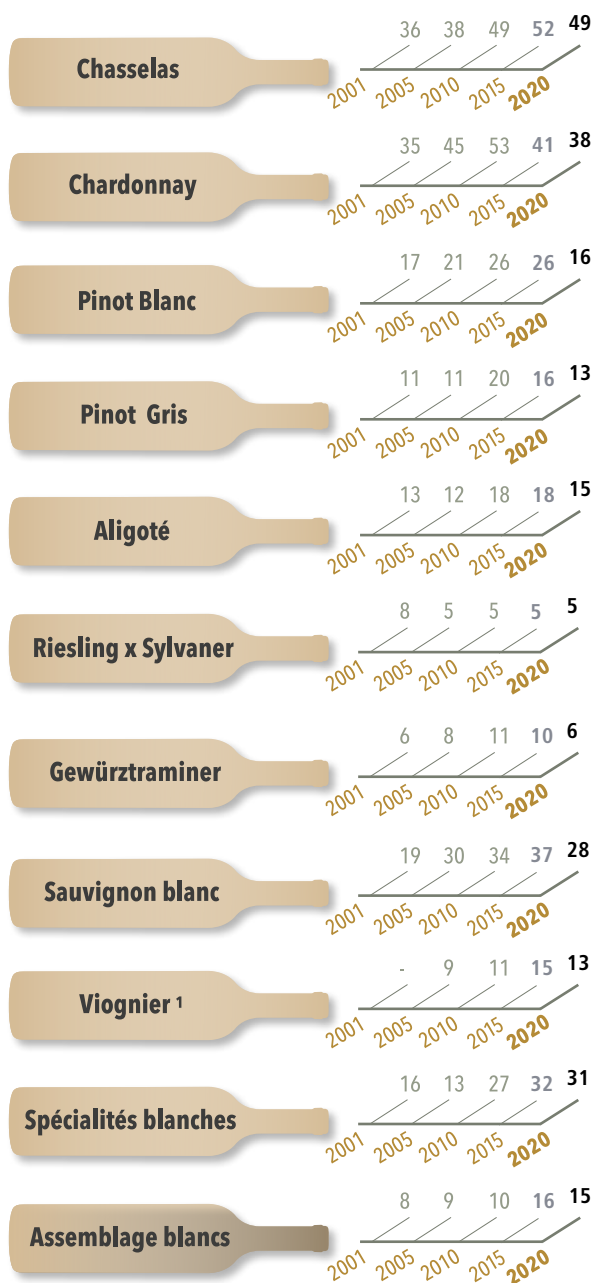 36 38 49 52 49
Chasselas
2001 2005 2010 2015 2020
35 45 53 41 38
Chardonnay
2001 2005 2010 2015 2020
17 21 26 26 16
Pinot Blanc
2001 2005 2010 2015 2020
11 11 20 16 13
Pinot Gris
2001 2005 2010 2015 2020
13 12 18 18 15
Aligoté
2001 2005 2010 2015 2020
8 5 5 5 5
Riesling x Sylvaner
2001 2005 2010 2015 2020
6 8 11 10 6
Gewürztraminer
2001 2005 2010 2015 2020
19 30 34 37 28
Sauvignon blanc
2001 2005 2010 2015 2020
- 9 11 15 13
Viognier 1
2001 2005 2010 2015 2020
16 13 27 32 31
Spécialités blanches
2001 2005 2010 2015 2020
8 9 10 16 15
Assemblage blancs
2001 2005 2010 2015 2020